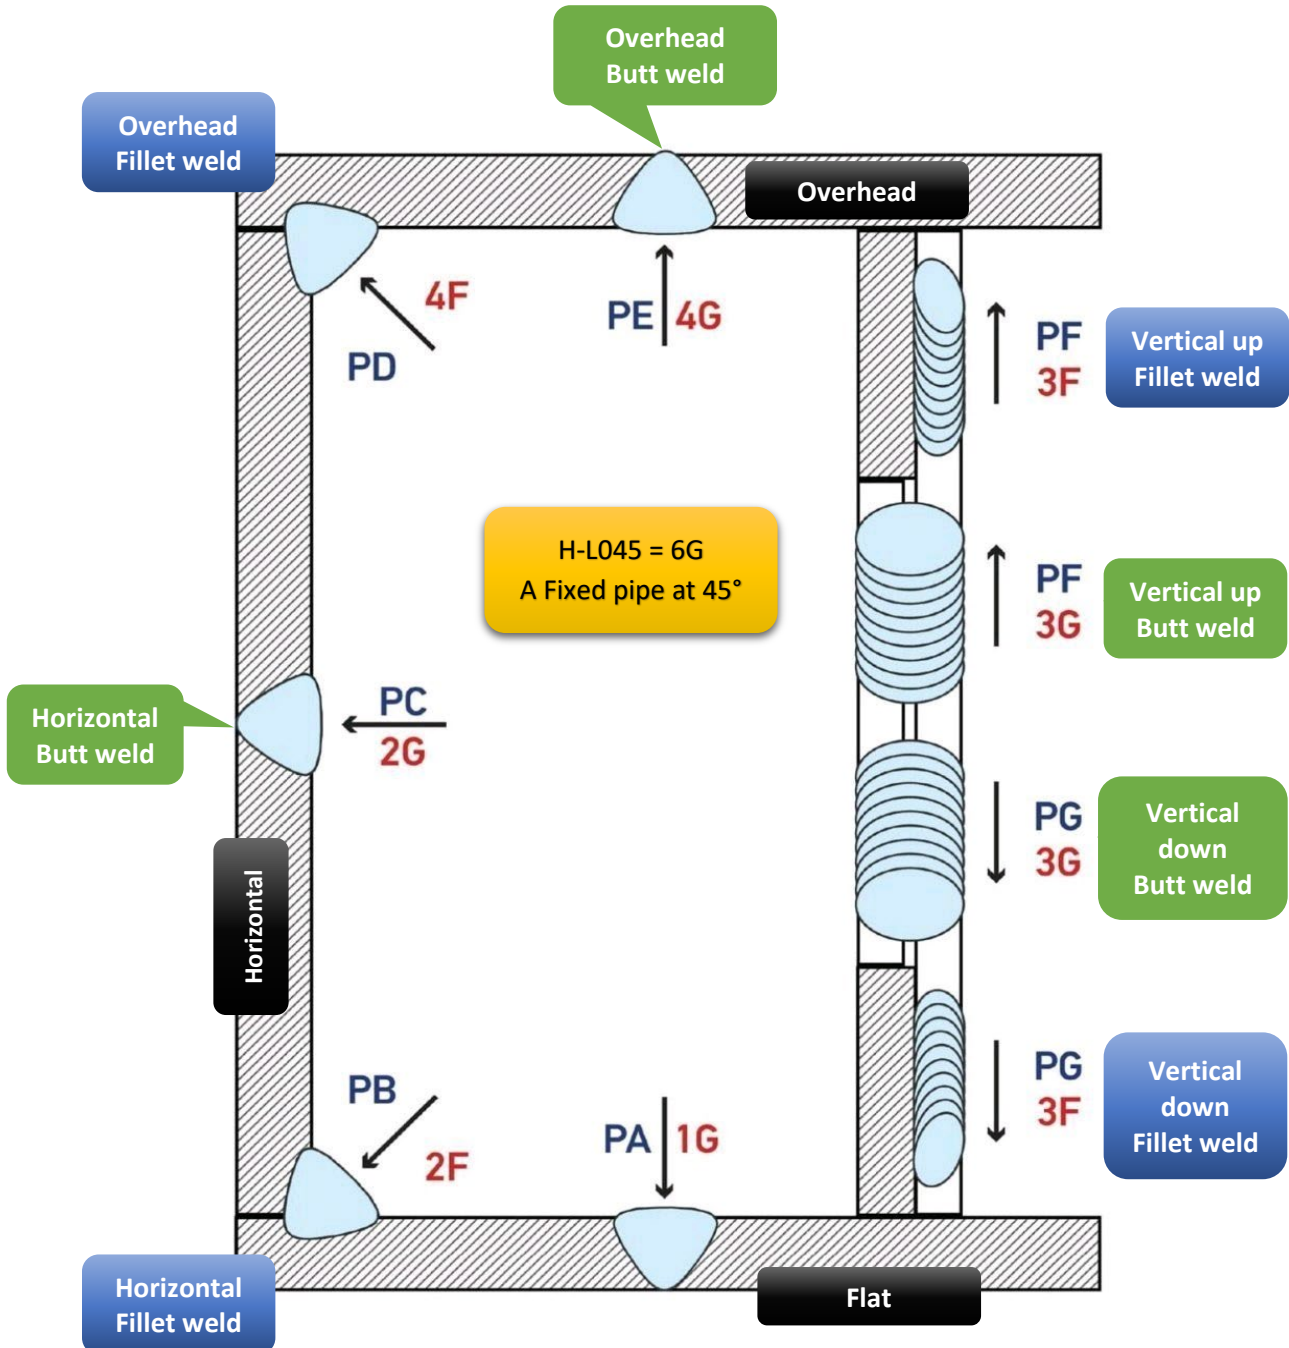 Overhead
Butt weld
Overhead
Fillet weld
Overhead
4F
PD
PE 4G
PF
3F
Vertical up
Fillet weld
H-L045 = 6G
A Fixed pipe at 45°
PF
3G
Vertical up
Butt weld
Horizontal
Butt weld
PC
2G
PG
3G
Vertical
down
Butt weld
Horizontal
PB
2F
PA 1G
PG
3F
Vertical
down
Fillet weld
Horizontal
Fillet weld
Flat